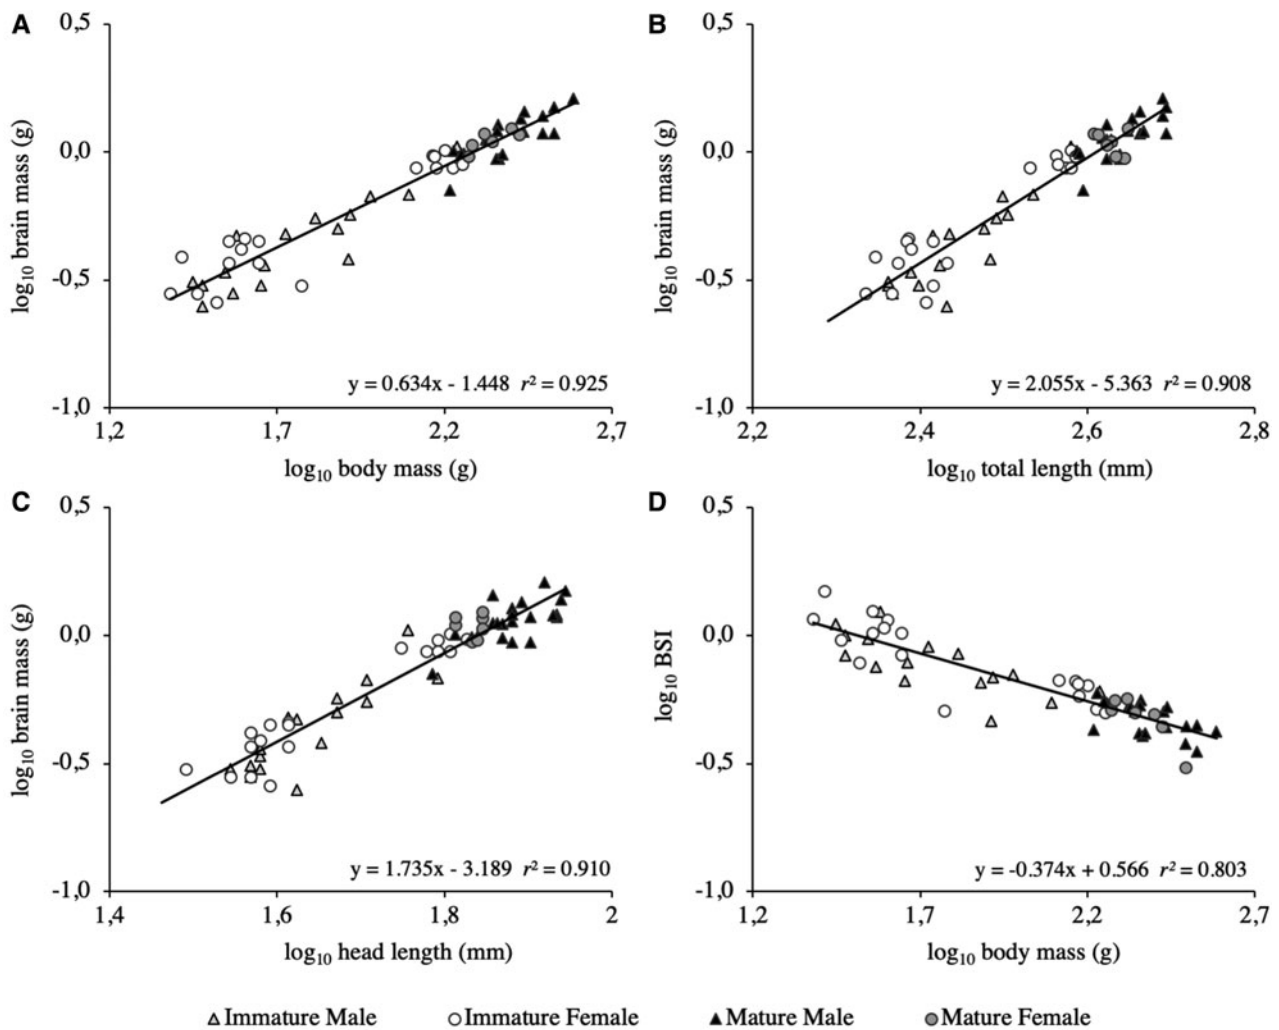 A
0,5
0,0
-0,5
-1,0
log10 brain mass (g)
y = 0.634x - 1.448 r² = 0.925
1,2 1,7 2,2 2,7
log10 body mass (g)
B
0,5
0,0
-0,5
-1,0
log10 brain mass (g)
y = 2.055x - 5.363 r² = 0.908
2,2 2,4 2,6 2,8
log10 total length (mm)
C
0,5
0,0
-0,5
-1,0
log10 brain mass (g)
y = 1.735x - 3.189 r² = 0.910
1,4 1,6 1,8 2
log10 head length (mm)
D
0,5
0,0
-0,5
-1,0
log10 BSI
y = -0.374x + 0.566 r² = 0.803
1,2 1,7 2,2 2,7
log10 body mass (g)
Immature Male Immature Female Mature Male Mature Female